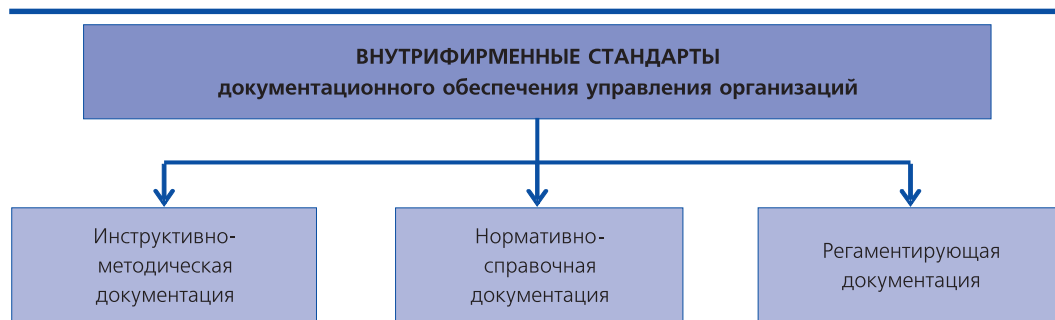 ВНУТРИФИРМЕННЫЕ СТАНДАРТЫ
документационного обеспечения управления организаций
Инструктивно-
методическая
документация
Нормативно-
справочная
документация
Регаментирующая
документация